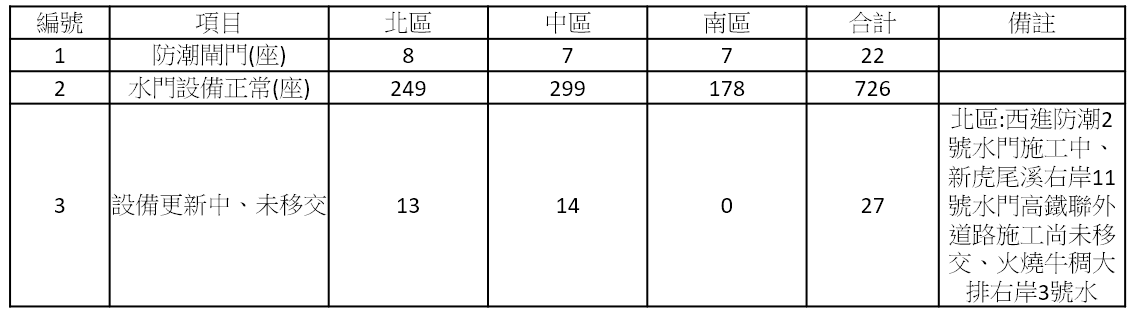 編號 項目 北區 中區 南區 合計 備註
1 防潮閘門(座) 8 7 7 22
2 水門設備正常(座) 249 299 178 726
3 設備更新中、未移交 13 14 0 27
北區:西進防潮2
號水門施工中、
新虎尾溪右岸11
號水門高鐵聯外
道路施工尚未移
交、火燒牛稠大
排右岸3號水